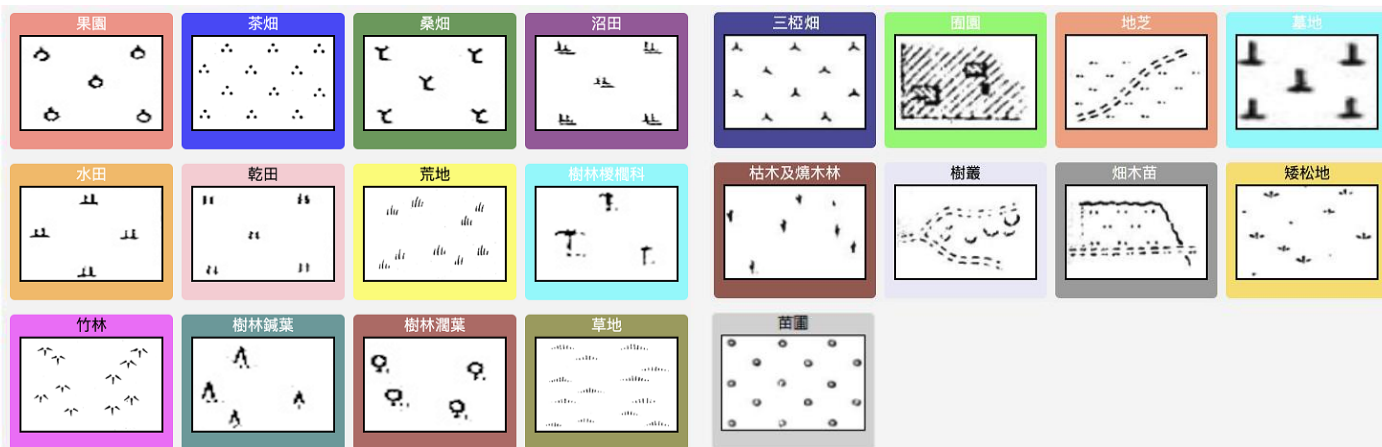 果園 茶畑 桑畑 沼田 三椏畑 囿園 地芝 墓地
水田 乾田 荒地 樹林椶櫚科 枯木及燒木林 樹叢 畑木苗 矮松地
竹林 樹林鍼葉 樹林濶葉 草地 苗圃